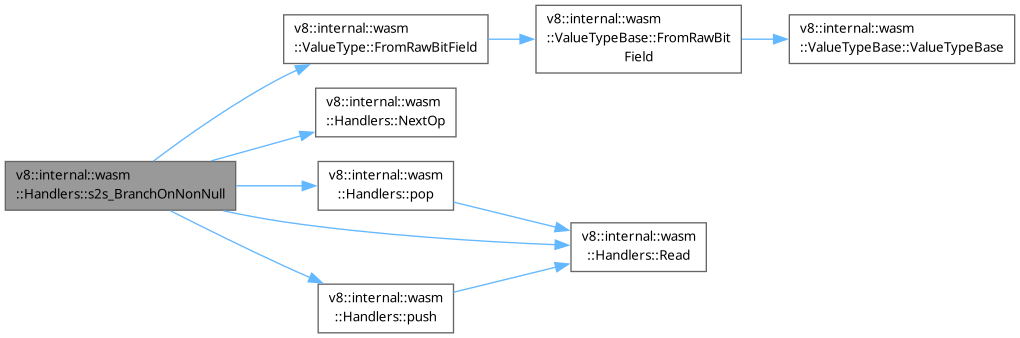 v8::internal::wasm
::ValueType::FromRawBitField
v8::internal::wasm
::ValueTypeBase::FromRawBit
Field
v8::internal::wasm
::ValueTypeBase::ValueTypeBase
v8::internal::wasm
::Handlers::NextOp
v8::internal::wasm
::Handlers::s2s_BranchOnNonNull
v8::internal::wasm
::Handlers::pop
v8::internal::wasm
::Handlers::Read
v8::internal::wasm
::Handlers::push